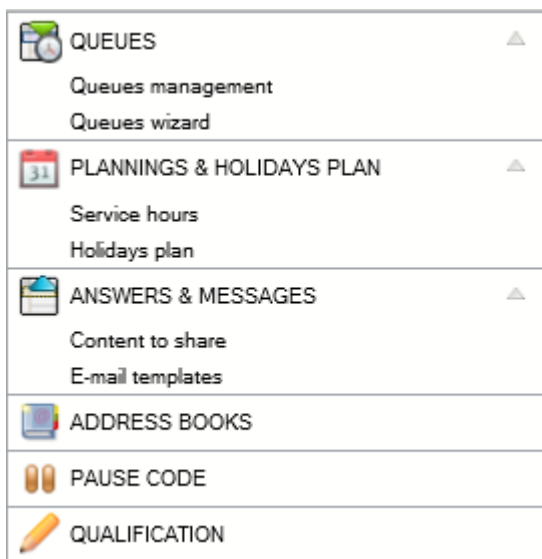 QUEUES
Queues management
Queues wizard
31
PLANNINGS & HOLIDAYS PLAN
Service hours
Holidays plan
ANSWERS & MESSAGES
Content to share
E-mail templates
@
ADDRESS BOOKS
PAUSE CODE
QUALIFICATION